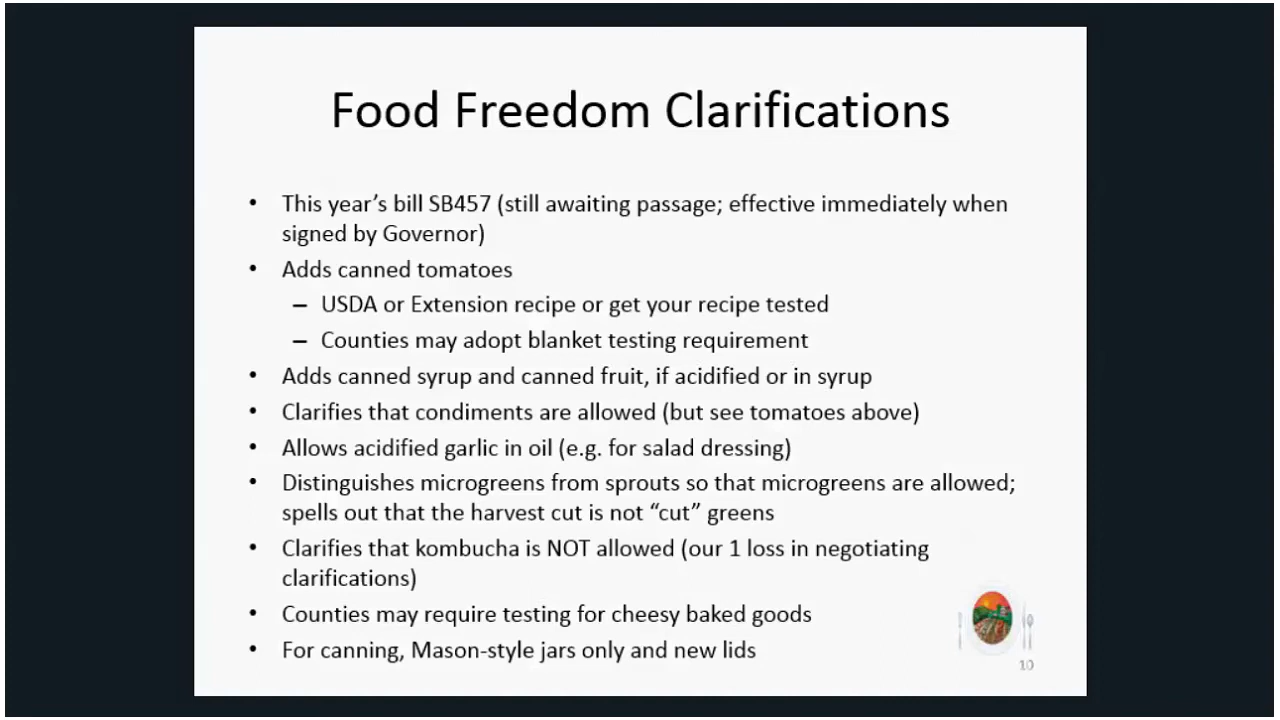 Food Freedom Clarifications
• This year's bill SB457 (still awaiting passage; effective immediately when
signed by Governor)
• Adds canned tomatoes
– USDA or Extension recipe or get your recipe tested
– Counties may adopt blanket testing requirement
• Adds canned syrup and canned fruit, if acidified or in syrup
• Clarifies that condiments are allowed (but see tomatoes above)
• Allows acidified garlic in oil (e.g. for salad dressing)
• Distinguishes microgreens from sprouts so that microgreens are allowed;
spells out that the harvest cut is not “cut” greens
• Clarifies that kombucha is NOT allowed (our 1 loss in negotiating
clarifications)
• Counties may require testing for cheesy baked goods
• For canning, Mason-style jars only and new lids
10